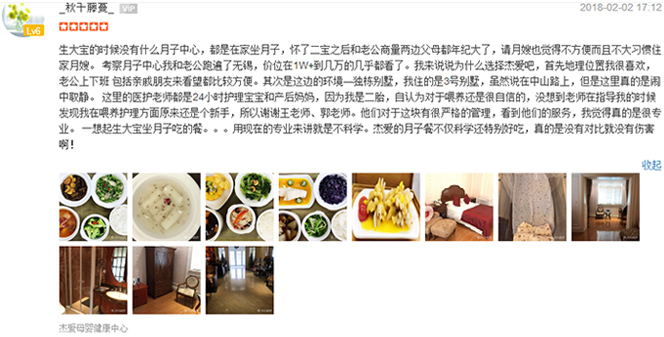 _秋千藤蔓_ VIP 2018-02-02 17:12
Lv6
生大宝的时候没有什么月子中心，都是在家坐月子，怀了二宝之后和老公商量两边父母都年纪大了，请月嫂也觉得不方便而且不大习惯住
家月嫂。 考察月子中心我和老公跑遍了无锡，价位在1W+到几万的几乎都看了。我来说说为什么选择杰爱吧，首先地理位置我很喜欢，
老公上下班 包括亲戚朋友来看望都比较方便。其次是这边的环境—独栋别墅，我住的是3号别墅，虽然说在中山路上，但是这里真的是闹
中取静。 这里的医护老师都是24小时护理宝宝和产后妈妈，因为我是二胎，自认为对于喂养还是很自信的，没想到老师在指导我的时候
发现我在喂养护理方面原来还是个新手，所以谢谢王老师、郭老师。他们对于这块有很严格的管理，看到他们的服务，我觉得真的是很专
业。 一想起生大宝坐月子吃的餐。。。用现在的专业来讲就是不科学。杰爱的月子餐不仅科学还特别好吃，真的是没有对比就没有伤害
啊！
收起
杰爱母婴健康中心